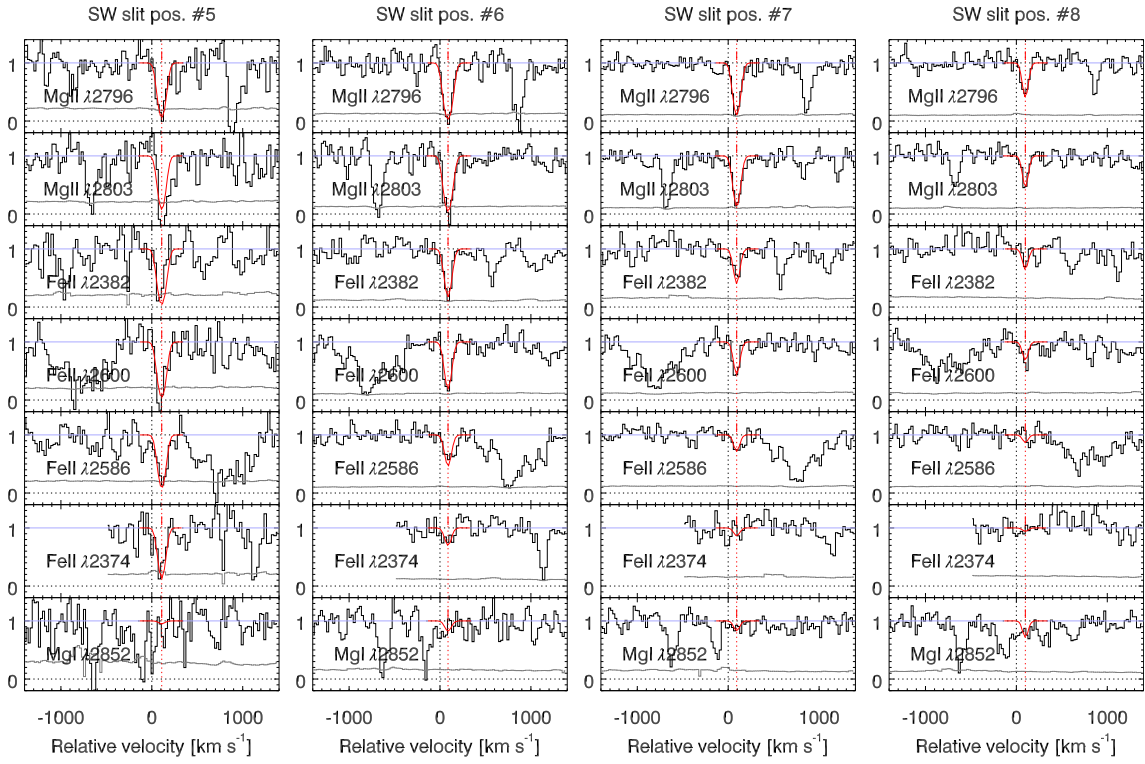 SW slit pos. #5
SW slit pos. #6
SW slit pos. #7
SW slit pos. #8
1 MgII λ2796 0
MgII λ2796
MgII λ2796
MgII λ2796
1 MgII λ2803 0
MgII λ2803
MgII λ2803
MgII λ2803
1 FeII λ2382 0
FeII λ2382
FeII λ2382
FeII λ2382
1 FeII λ2600 0
FeII λ2600
FeII λ2600
FeII λ2600
1 FeII λ2586 0
FeII λ2586
FeII λ2586
FeII λ2586
1 FeII λ2374 0
FeII λ2374
FeII λ2374
FeII λ2374
1 MgI λ2852 0
MgI λ2852
MgI λ2852
MgI λ2852
-1000 0 1000
-1000 0 1000
-1000 0 1000
-1000 0 1000
Relative velocity [km s⁻¹]
Relative velocity [km s⁻¹]
Relative velocity [km s⁻¹]
Relative velocity [km s⁻¹]